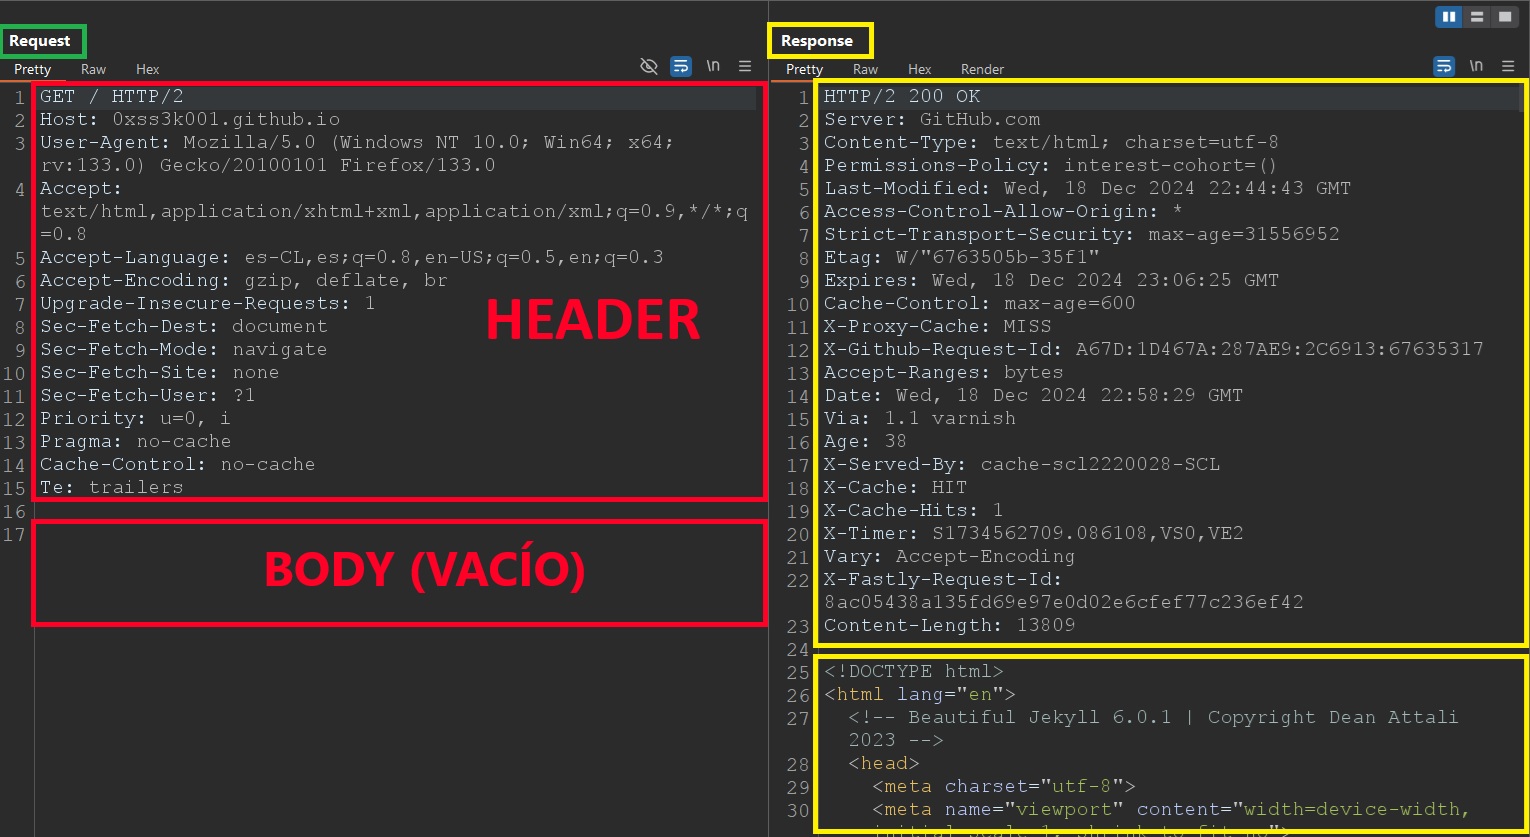 Request
Pretty Raw Hex
\n
1 GET / HTTP/2
2 Host: 0xss3k001.github.io
3 User-Agent: Mozilla/5.0 (Windows NT 10.0; Win64; x64;
rv:133.0) Gecko/20100101 Firefox/133.0
4 Accept:
text/html,application/xhtml+xml,application/xml;q=0.9,*/*;q
=0.8
5 Accept-Language: es-CL,es;q=0.8,en-US;q=0.5,en;q=0.3
6 Accept-Encoding: gzip, deflate, br
7 Upgrade-Insecure-Requests: 1
8 Sec-Fetch-Dest: document
9 Sec-Fetch-Mode: navigate
10 Sec-Fetch-Site: none
11 Sec-Fetch-User: ?1
12 Priority: u=0, i
13 Pragma: no-cache
14 Cache-Control: no-cache
15 Te: trailers
16
17
HEADER
BODY (VACÍO)
Response
Pretty Raw Hex Render
\n
1 HTTP/2 200 OK
2 Server: GitHub.com
3 Content-Type: text/html; charset=utf-8
4 Permissions-Policy: interest-cohort=()
5 Last-Modified: Wed, 18 Dec 2024 22:44:43 GMT
6 Access-Control-Allow-Origin: *
7 Strict-Transport-Security: max-age=31556952
8 Etag: W/"6763505b-35f1"
9 Expires: Wed, 18 Dec 2024 23:06:25 GMT
10 Cache-Control: max-age=600
11 X-Proxy-Cache: MISS
12 X-Github-Request-Id: A67D:1D467A:287AE9:2C6913:67635317
13 Accept-Ranges: bytes
14 Date: Wed, 18 Dec 2024 22:58:29 GMT
15 Via: 1.1 varnish
16 Age: 38
17 X-Served-By: cache-scl2220028-SCL
18 X-Cache: HIT
19 X-Cache-Hits: 1
20 X-Timer: S1734562709.086108,VS0,VE2
21 Vary: Accept-Encoding
22 X-Fastly-Request-Id:
8ac05438a135fd69e97e0d02e6cfef77c236ef42
23 Content-Length: 13809
24
25 <!DOCTYPE html>
26 <html lang="en">
27 <!-- Beautiful Jekyll 6.0.1 | Copyright Dean Attali
2023 -->
28 <head>
29 <meta charset="utf-8">
30 <meta name="viewport" content="width=device-width,